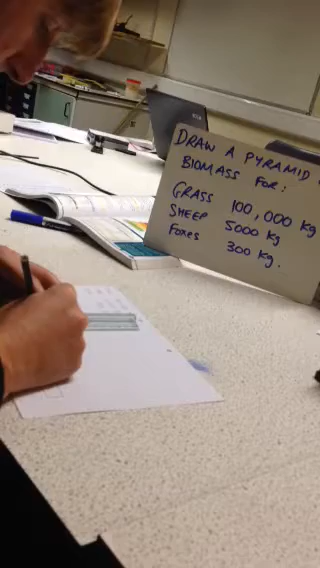 DRAW A PYRAMID
BIOMASS FOR:
GRASS 100,000 Kg
SHEEP 5000 Kg
FOXES 300 Kg.